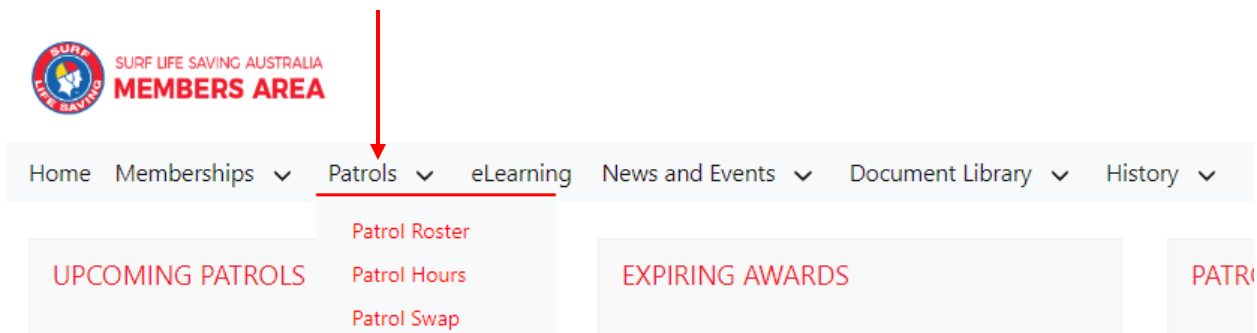 SURF
LIFE SAVING
SURF LIFE SAVING AUSTRALIA
MEMBERS AREA
Home Memberships Patrols eLearning News and Events Document Library History
Patrol Roster
Patrol Hours
Patrol Swap
UPCOMING PATROLS
EXPIRING AWARDS